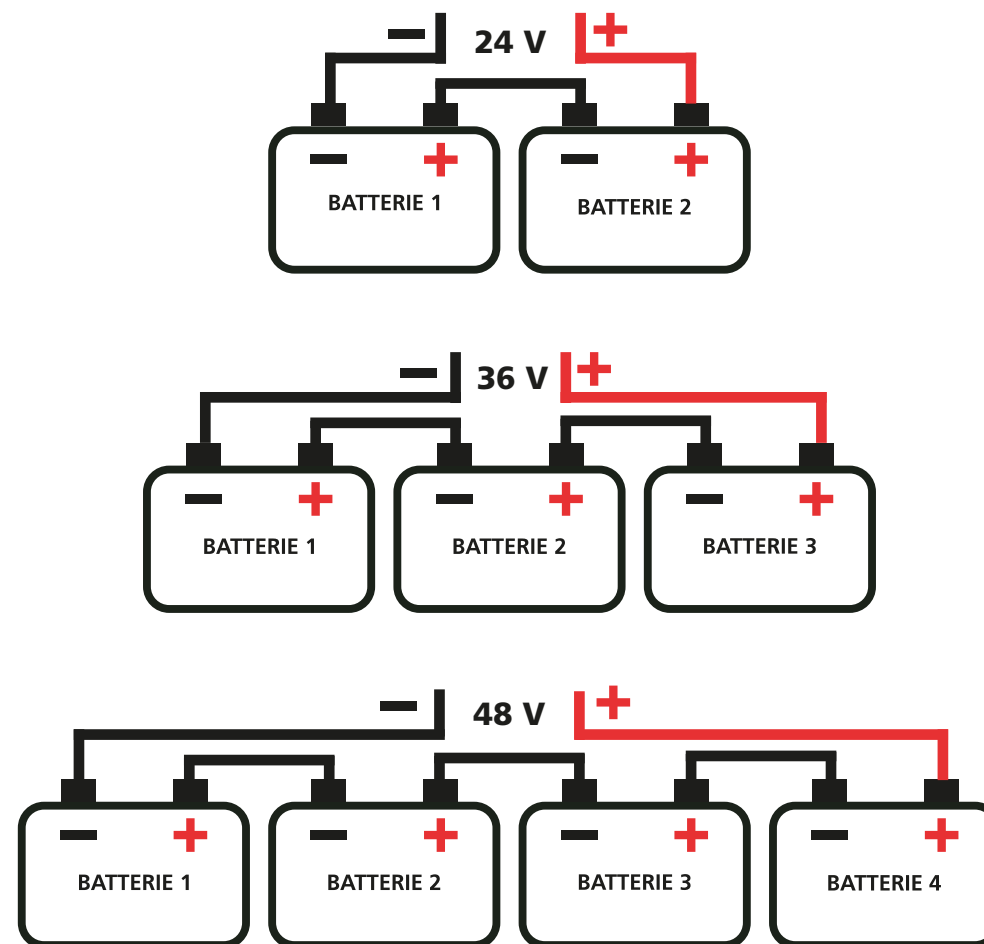 − 24 V +
− + − +
BATTERIE 1 BATTERIE 2
− 36 V +
− + − + − +
BATTERIE 1 BATTERIE 2 BATTERIE 3
− 48 V +
− + − + − + − +
BATTERIE 1 BATTERIE 2 BATTERIE 3 BATTERIE 4